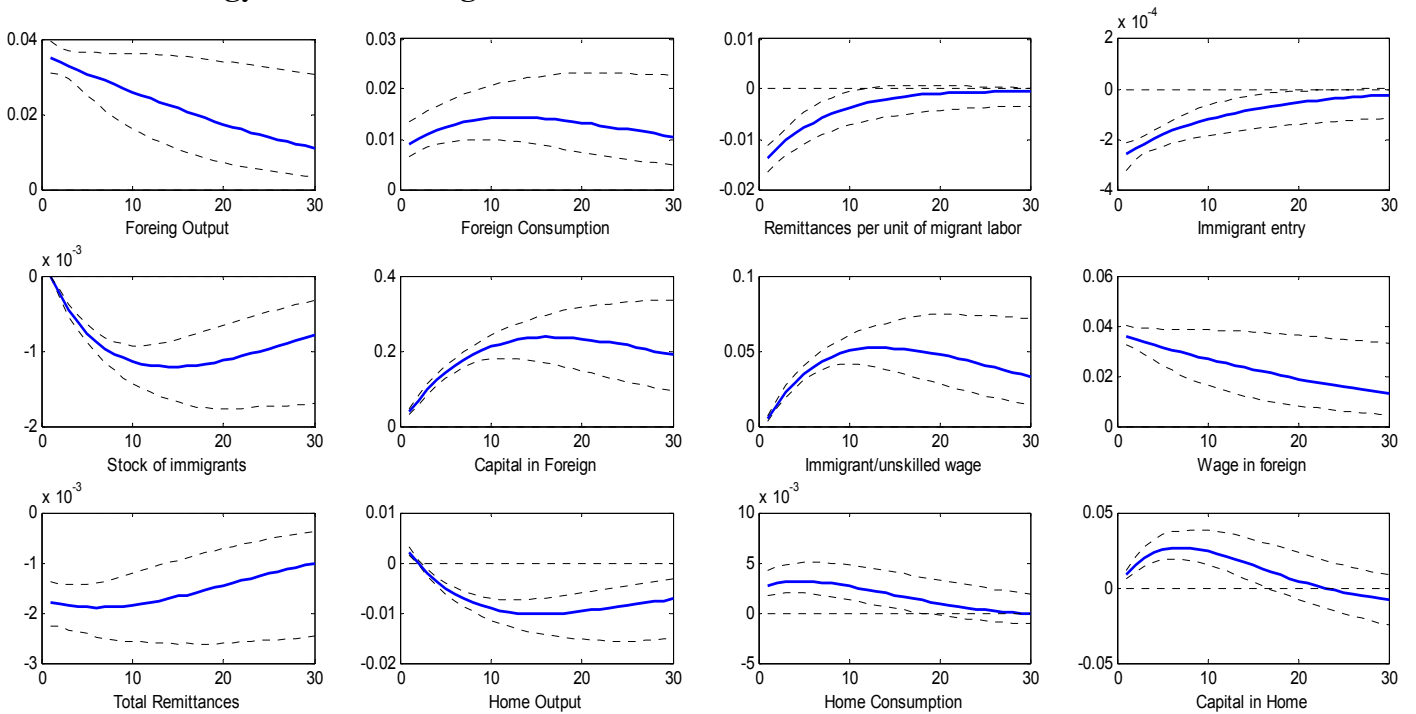 x 10-4
0.04 0.03 0.01 2
0.02 0 0
0.02 -2
0.01 -0.01
0 0 -0.02 -4
0 10 20 30 0 10 20 30 0 10 20 30 0 10 20 30
Foreing Output Foreign Consumption Remittances per unit of migrant labor Immigrant entry
x 10-3
0 0.4 0.1 0.06
0.04
-1 0.2 0.05
0.02
-2 0 0 0
0 10 20 30 0 10 20 30 0 10 20 30 0 10 20 30
Stock of immigrants Capital in Foreign Immigrant/unskilled wage Wage in foreign
x 10-3 x 10-3
0 0.01 10 0.05
-1 0 5
0
-2 -0.01 0
-3 -0.02 -5 -0.05
0 10 20 30 0 10 20 30 0 10 20 30 0 10 20 30
Total Remittances Home Output Home Consumption Capital in Home